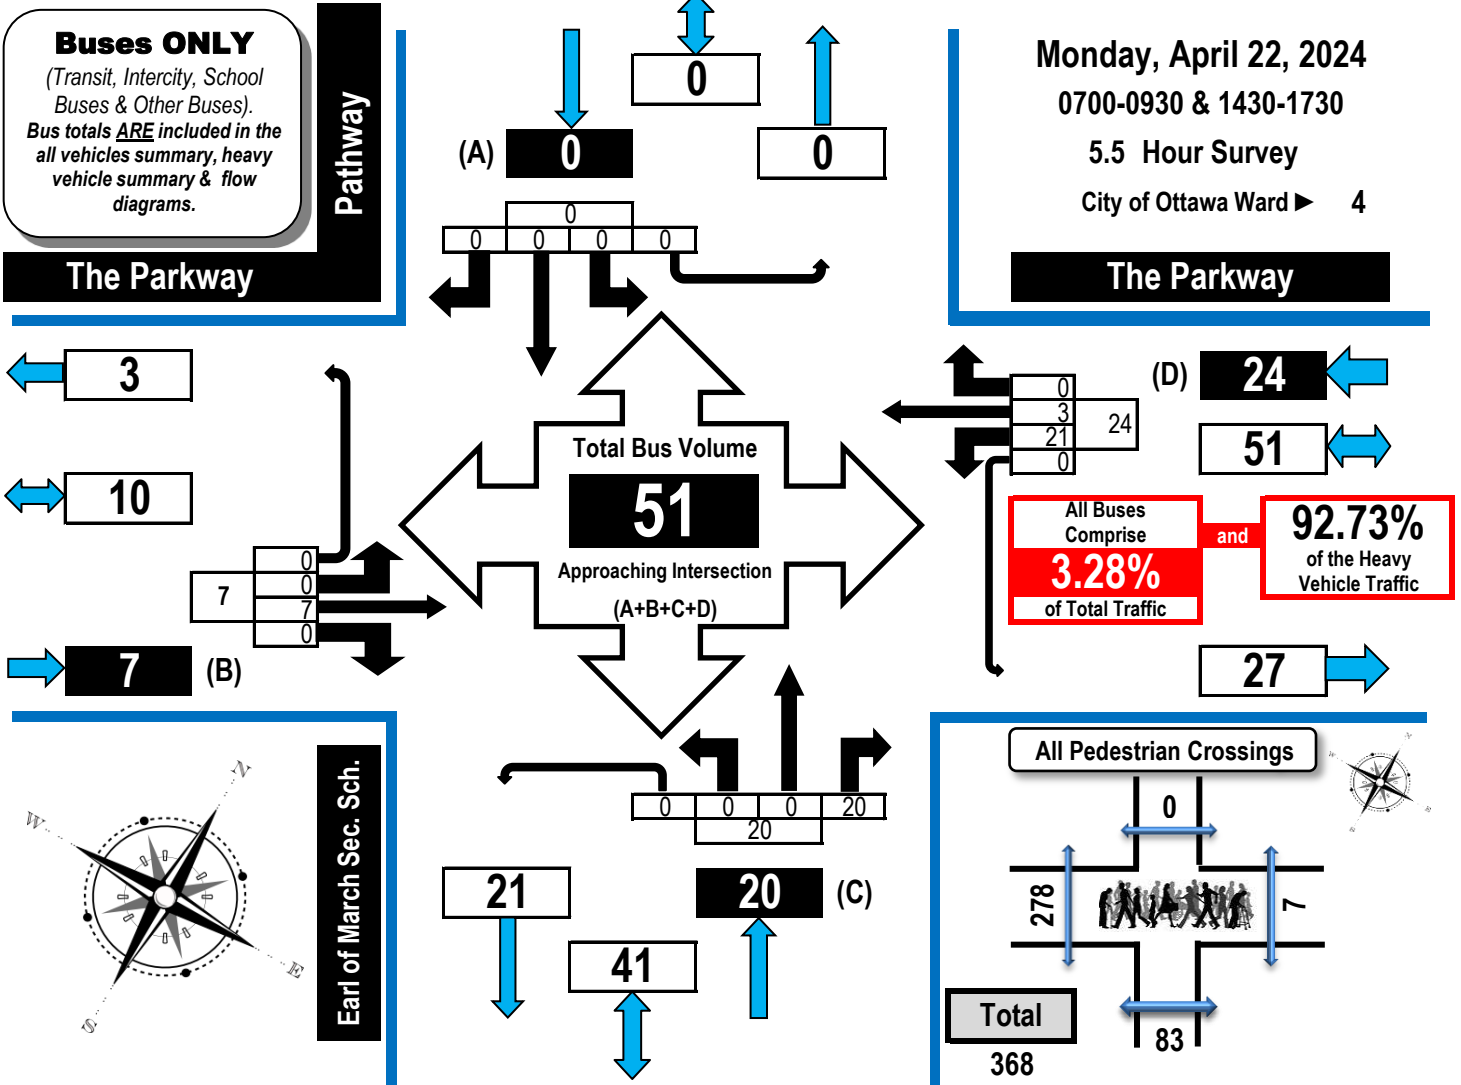 Buses ONLY
(Transit, Intercity, School
Buses & Other Buses).
Bus totals ARE included in the
all vehicles summary, heavy
vehicle summary & flow
diagrams.
Pathway
The Parkway
0
(A)
0
0
0
0
0
0
0
Monday, April 22, 2024
0700-0930 & 1430-1730
5.5 Hour Survey
City of Ottawa Ward ► 4
The Parkway
3
10
0
0
7
7
0
7
(B)
Total Bus Volume
51
Approaching Intersection
(A+B+C+D)
(D)
24
0
3
21
0
24
51
All Buses
Comprise
3.28%
of Total Traffic
and
92.73%
of the Heavy
Vehicle Traffic
27
N
W
E
S
Earl of March Sec. Sch.
0
0
0
20
20
21
20
(C)
41
All Pedestrian Crossings
N
W
E
S
0
278
7
83
Total
368